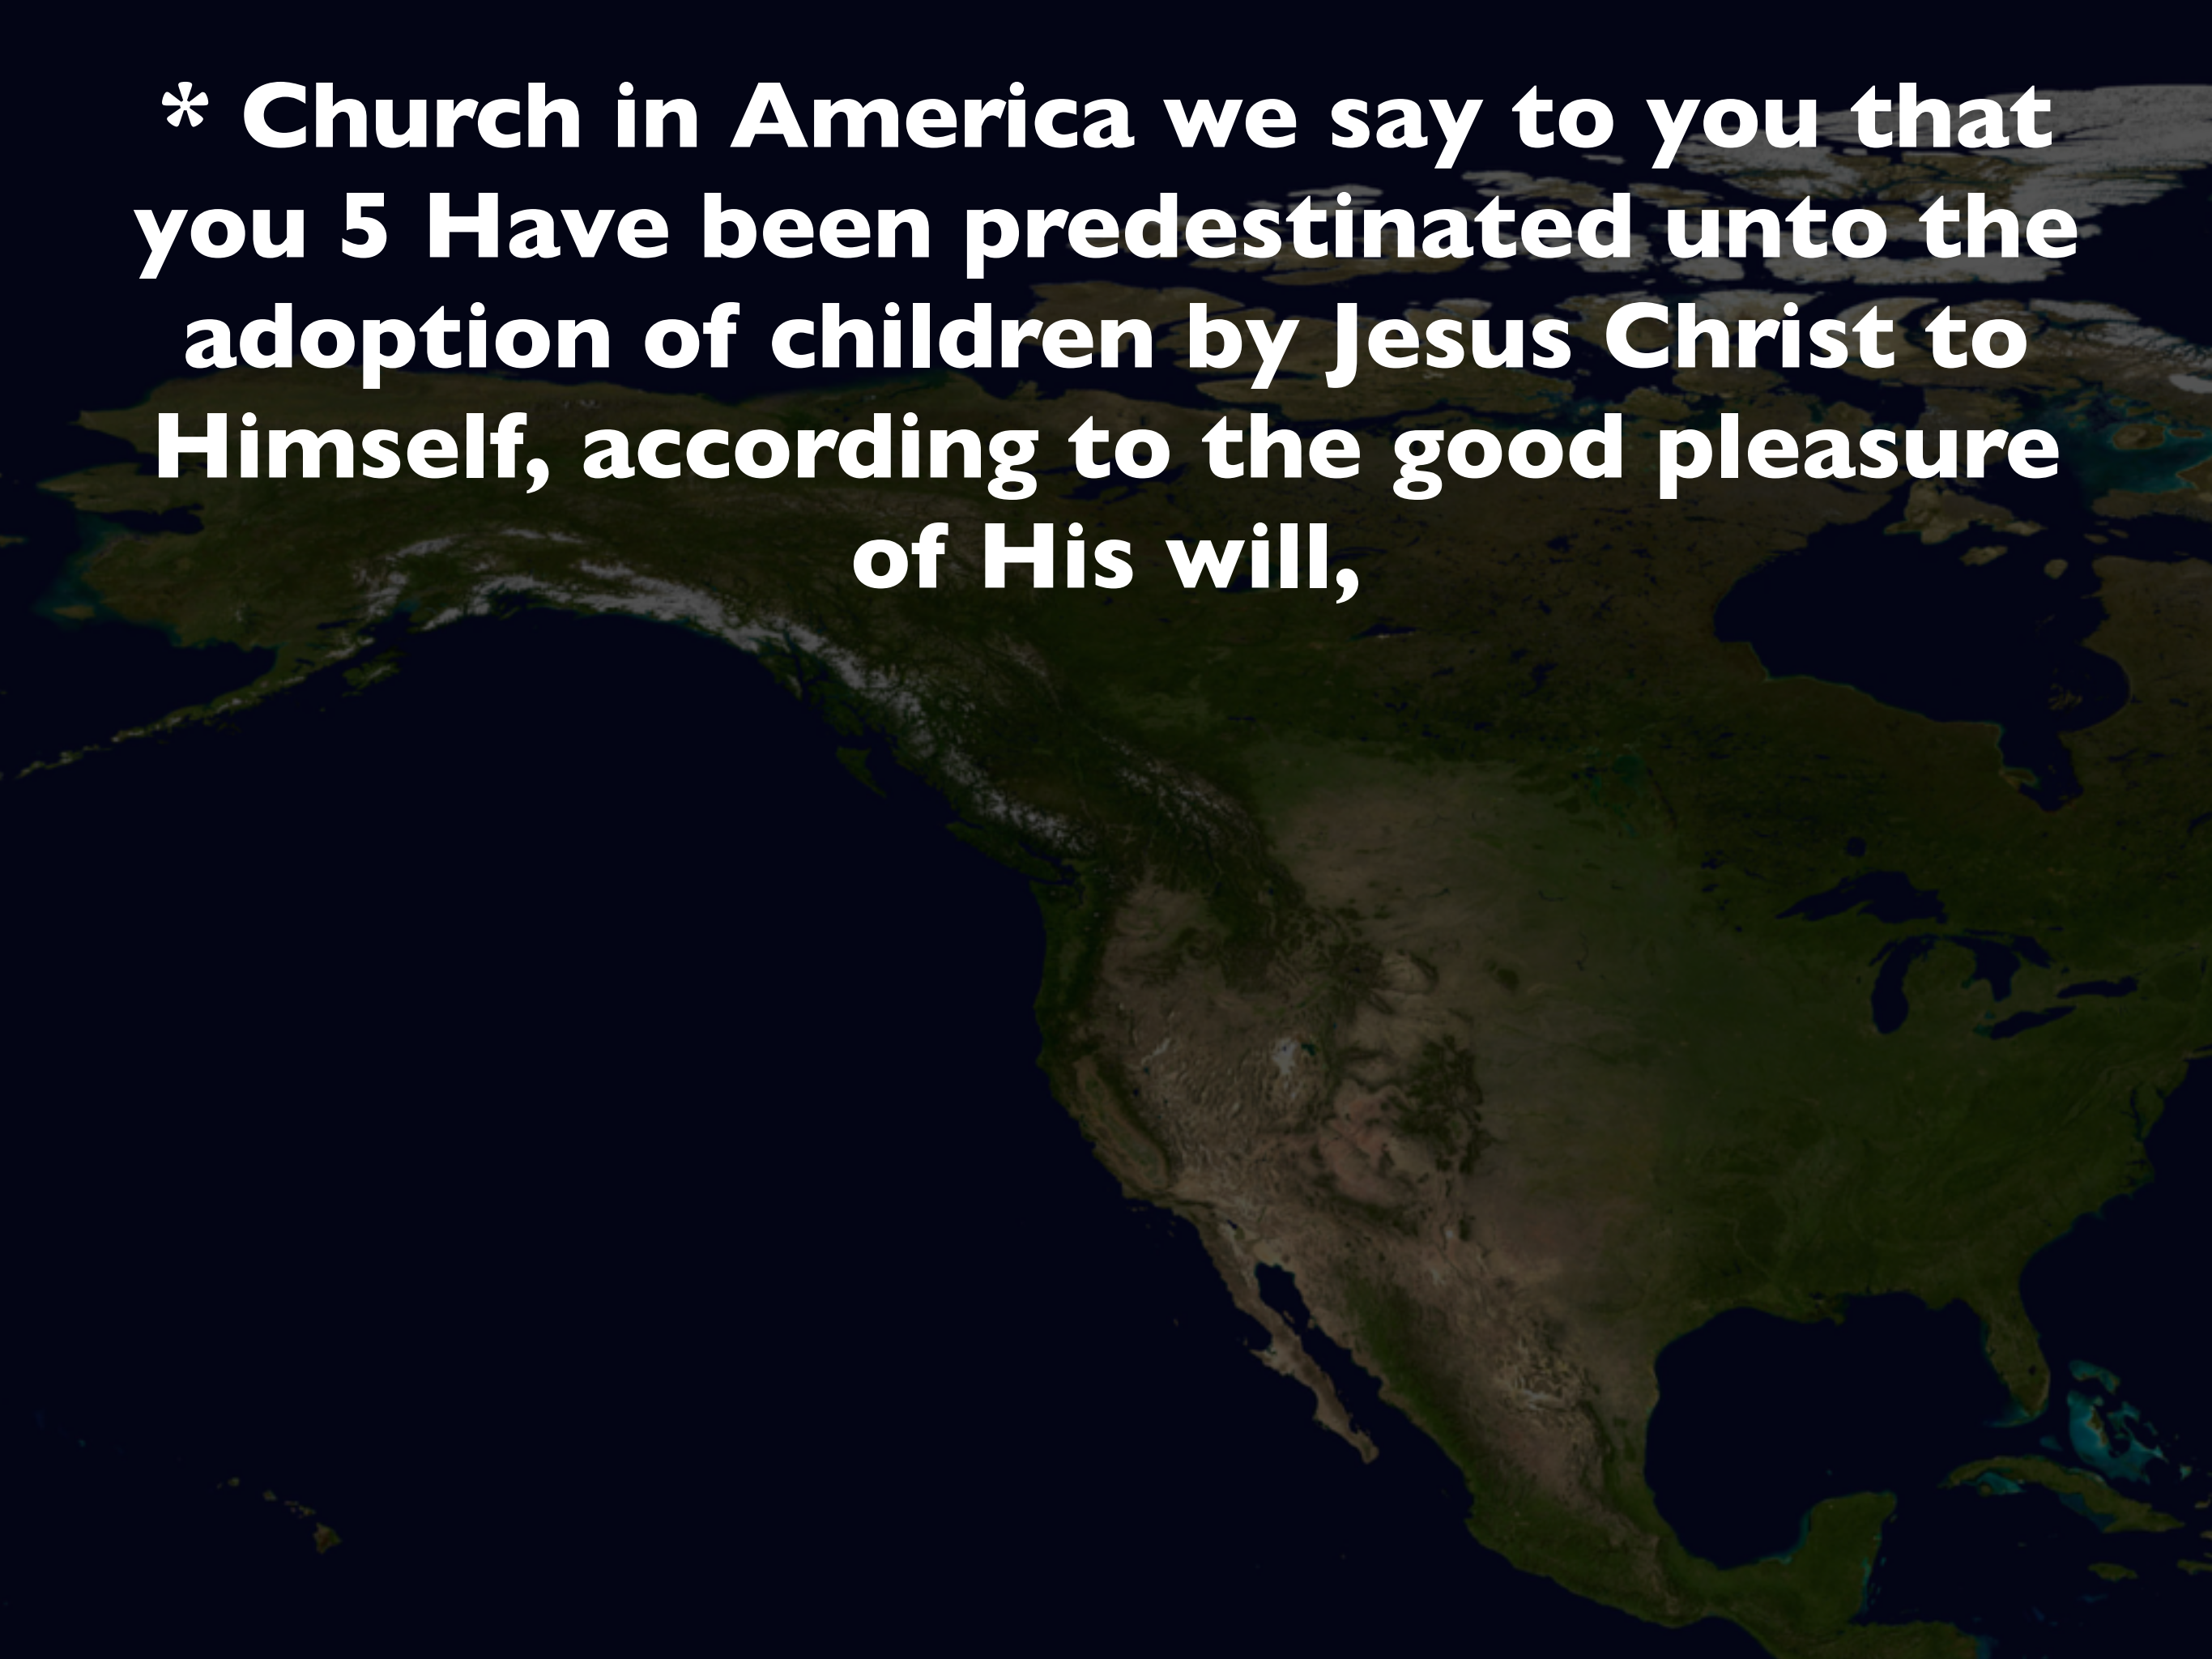 * Church in America we say to you that
you 5 Have been predestinated unto the
adoption of children by Jesus Christ to
Himself, according to the good pleasure
of His will,